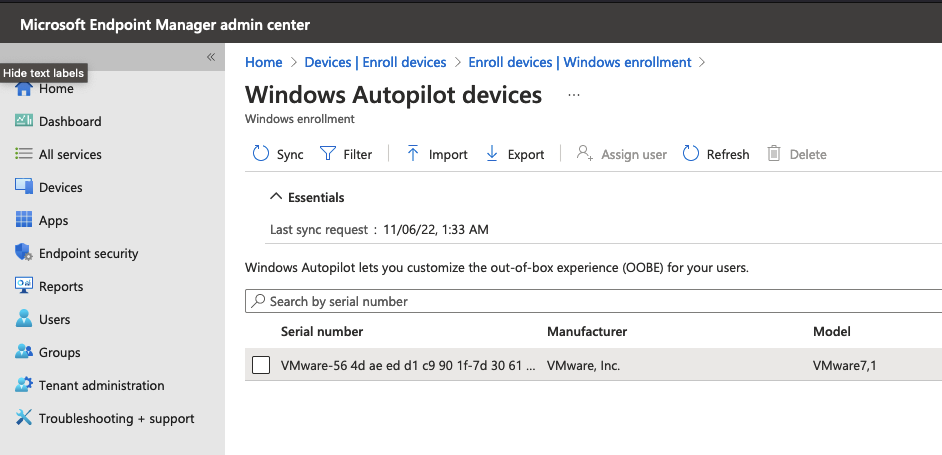 Microsoft Endpoint Manager admin center
«
Hide text labels
Home
Dashboard
All services
Devices
Apps
Endpoint security
Reports
Users
Groups
Tenant administration
Troubleshooting + support
Home > Devices | Enroll devices > Enroll devices | Windows enrollment >
Windows Autopilot devices ...
Windows enrollment
Sync Filter Import Export Assign user Refresh Delete
Essentials
Last sync request : 11/06/22, 1:33 AM
Windows Autopilot lets you customize the out-of-box experience (OOBE) for your users.
Search by serial number
Serial number Manufacturer Model
VMware-56 4d ae ed d1 c9 90 1f-7d 30 61 ... VMware, Inc. VMware7,1